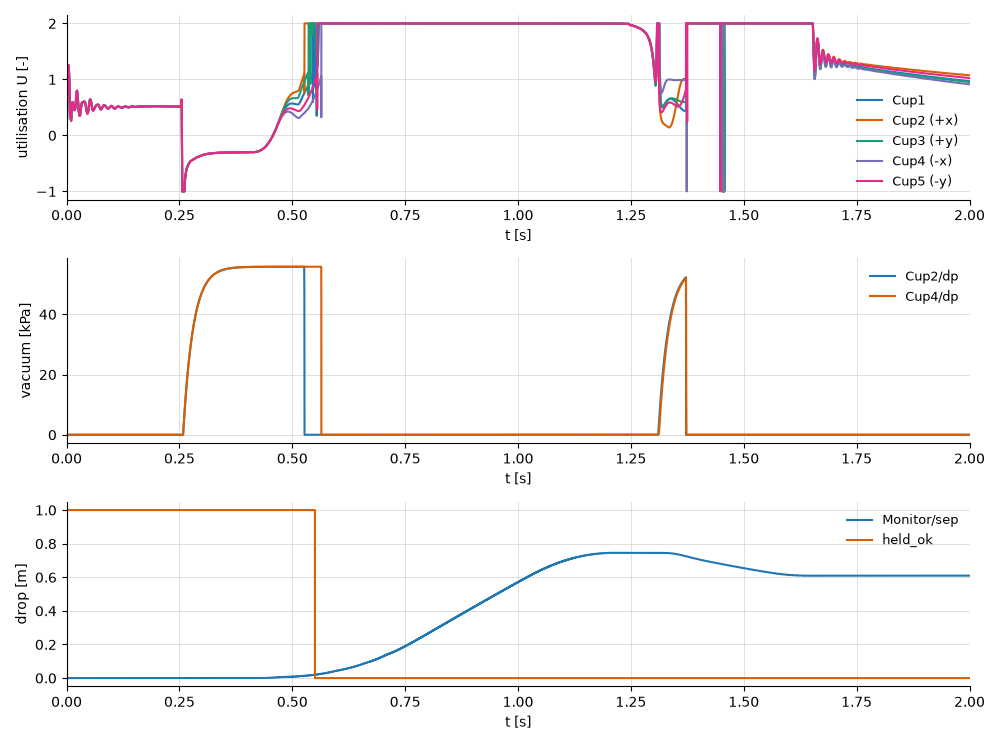 2
1
0
−1
utilisation U [-]
0.00 0.25 0.50 0.75 1.00 1.25 1.50 1.75 2.00
t [s]
Cup1
Cup2 (+x)
Cup3 (+y)
Cup4 (-x)
Cup5 (-y)
40
20
0
vacuum [kPa]
0.00 0.25 0.50 0.75 1.00 1.25 1.50 1.75 2.00
t [s]
Cup2/dp
Cup4/dp
1.0
0.8
0.6
0.4
0.2
0.0
drop [m]
0.00 0.25 0.50 0.75 1.00 1.25 1.50 1.75 2.00
t [s]
Monitor/sep
held_ok